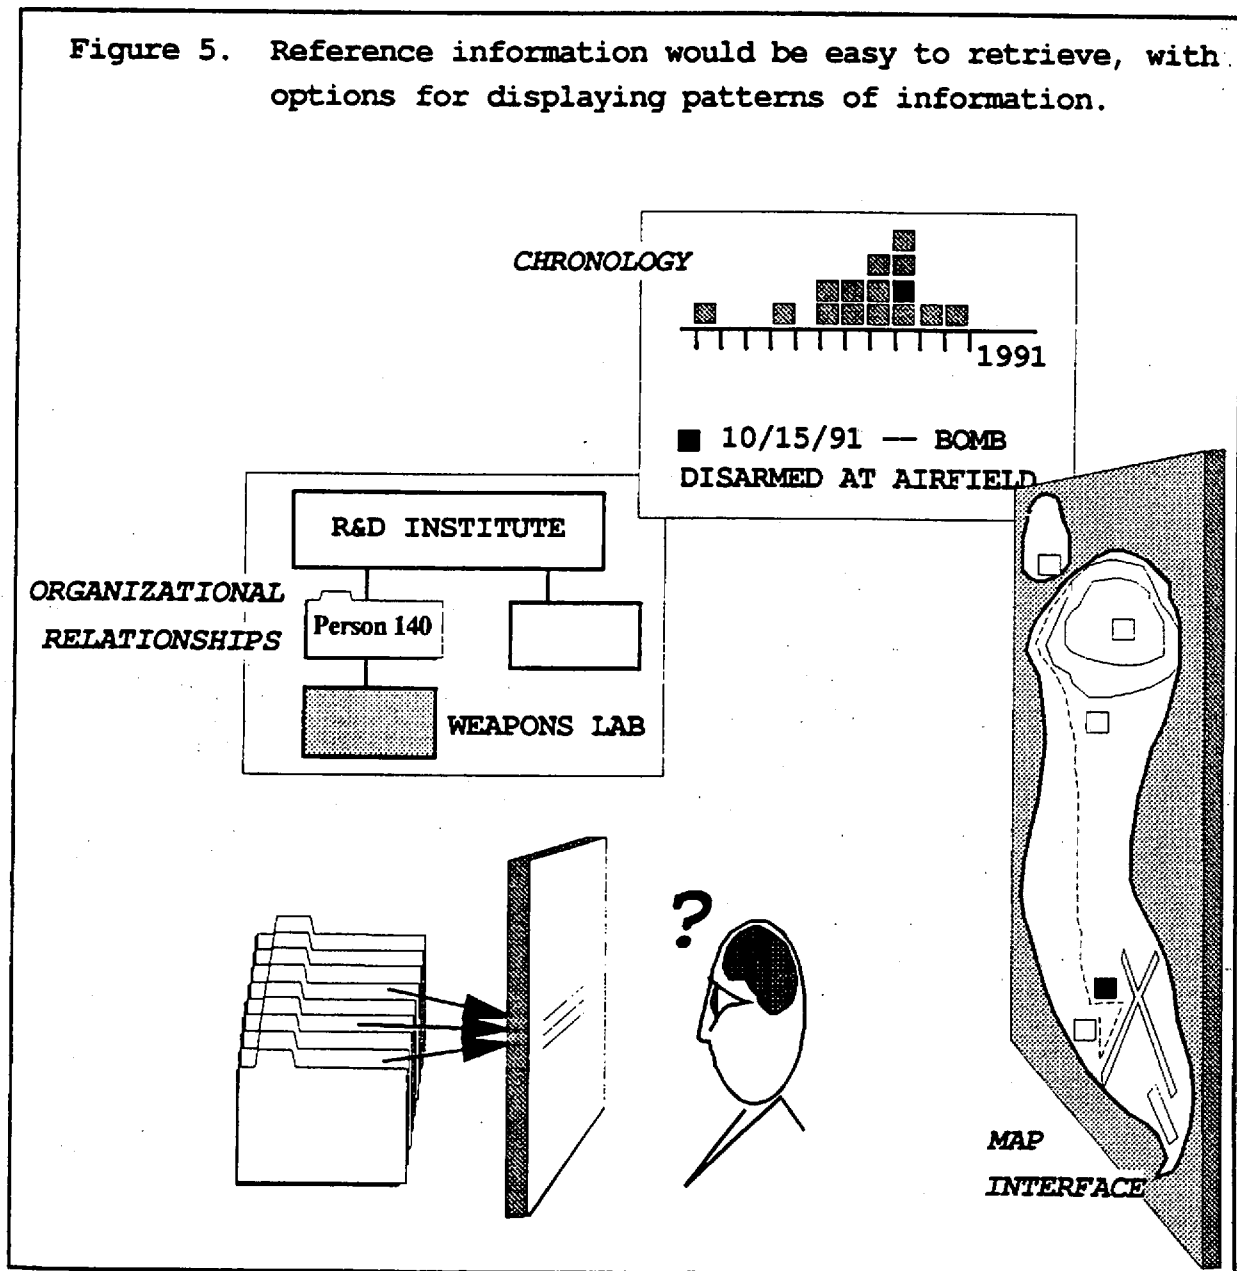 Figure 5. Reference information would be easy to retrieve, with
options for displaying patterns of information.
CHRONOLOGY
1991
■ 10/15/91 — BOMB
DISARMED AT AIRFIELD
R&D INSTITUTE
ORGANIZATIONAL
RELATIONSHIPS
Person 140
WEAPONS LAB
?
MAP
INTERFACE